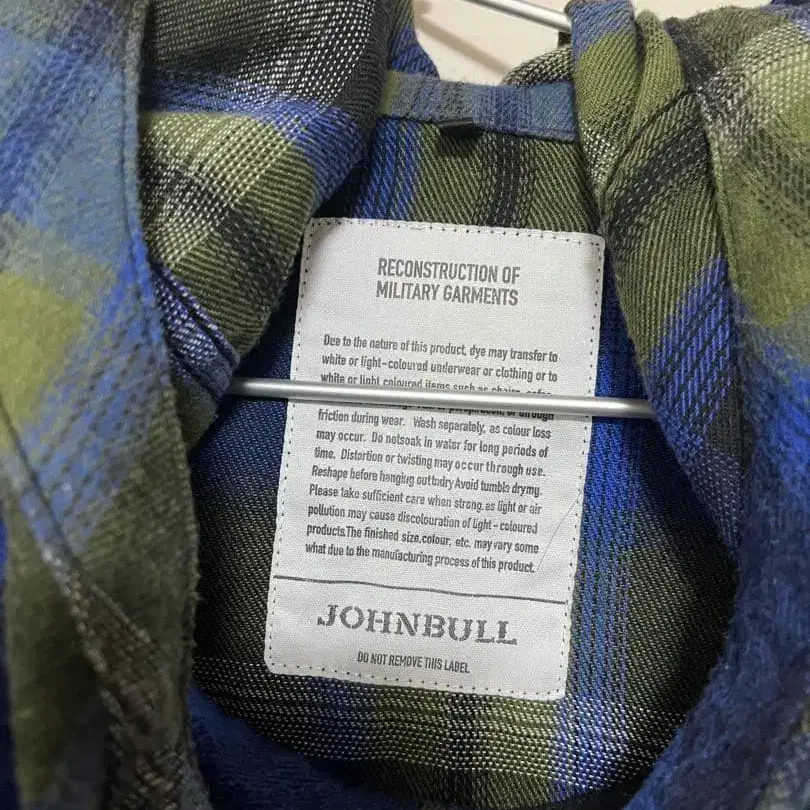 RECONSTRUCTION OF
MILITARY GARMENTS
Due to the nature of this product, dye may transfer to
white or light-coloured underwear or clothing or to
white or light coloured items such as chairs, sofas
or through
friction during wear. Wash separately, as colour loss
may occur. Do notsoak in water for long periods of
time. Distortion or twisting may occur through use.
Reshape before hanging outtodry Avoid tumble drymg.
Please take sufficient care when strong.as light or air
pollution may cause discolouration of light-coloured
products.The finished size,colour, etc. may vary some
what due to the manufacturing process of this product.
JOHNBULL
DO NOT REMOVE THIS LABEL